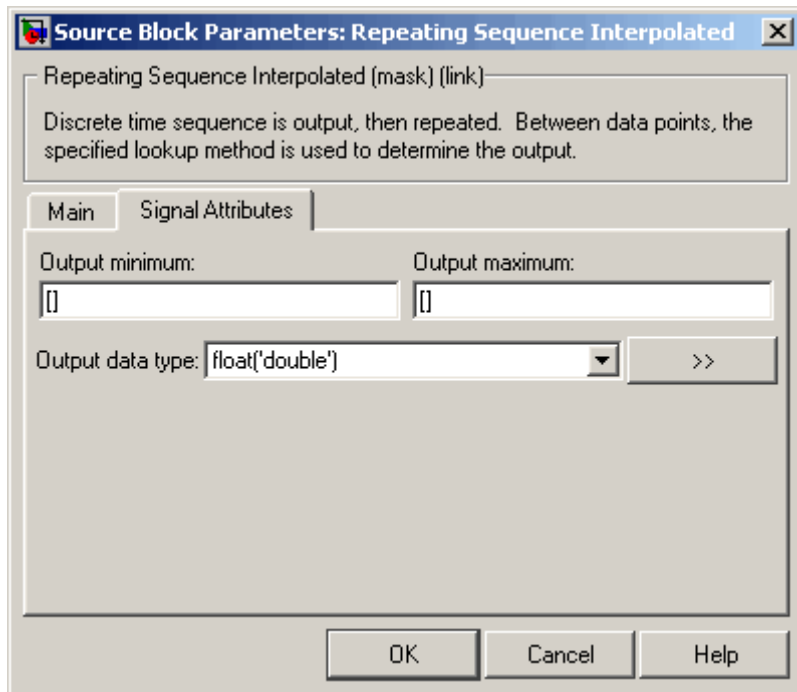 Source Block Parameters: Repeating Sequence Interpolated
Repeating Sequence Interpolated (mask) (link)
Discrete time sequence is output, then repeated.  Between data points, the
specified lookup method is used to determine the output.
Main Signal Attributes
Output minimum: Output maximum:
[] []
Output data type: float('double') >>
OK Cancel Help